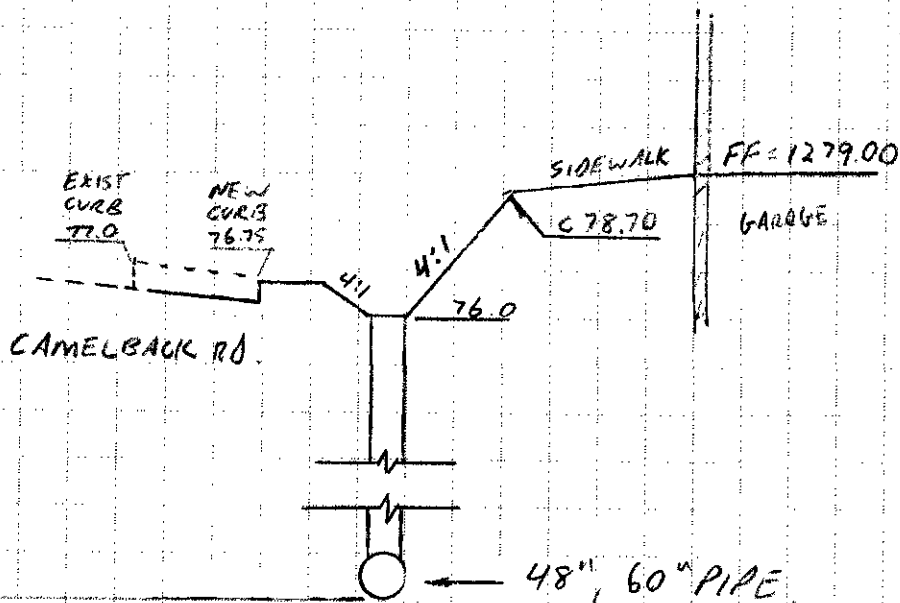 EXIST
CURB
77.0
NEW
CURB
76.75
4:1
4:1
SIDEWALK
FF=1279.00
C 78.70
GARAGE
76.0
CAMELBACK RD.
48", 60" PIPE